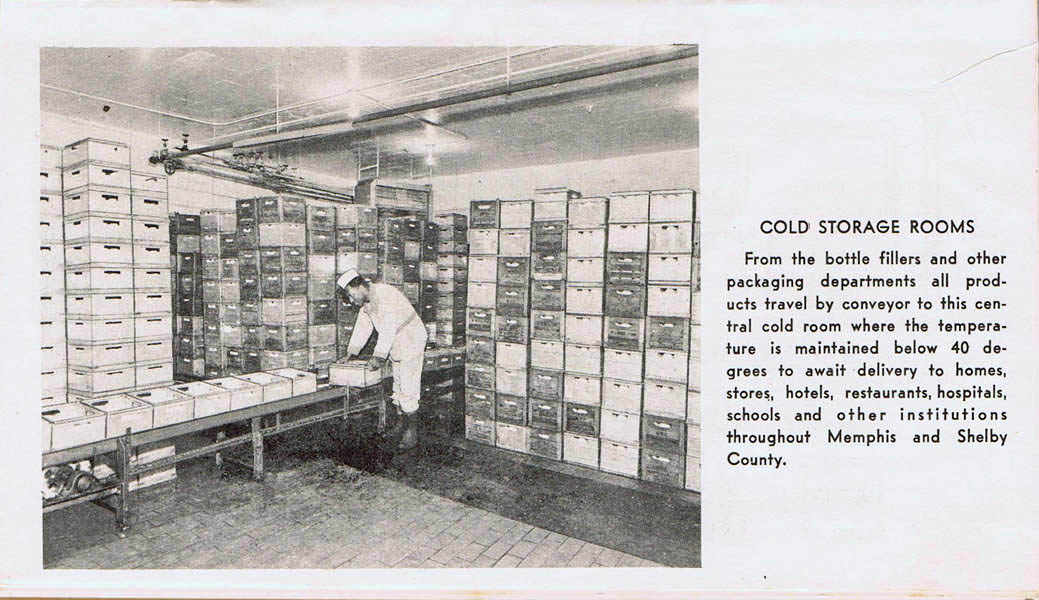 COLD STORAGE ROOMS
From the bottle fillers and other
packaging departments all prod-
ucts travel by conveyor to this cen-
tral cold room where the tempera-
ture is maintained below 40 de-
grees to await delivery to homes,
stores, hotels, restaurants, hospitals,
schools and other institutions
throughout Memphis and Shelby
County.